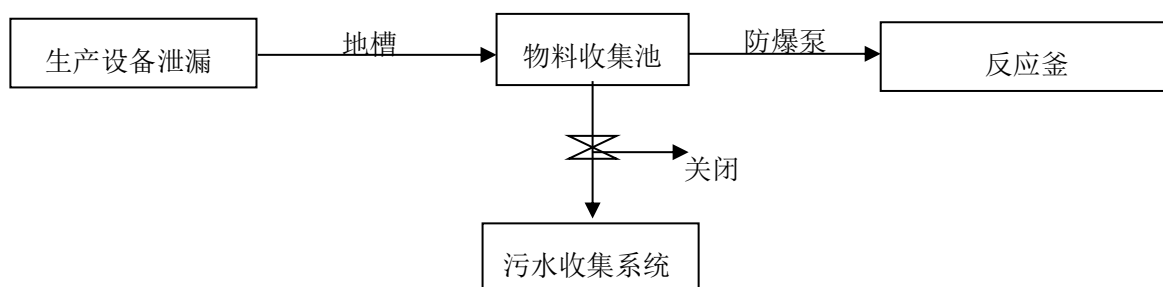 生产设备泄漏
地槽
物料收集池
防爆泵
反应釜
关闭
污水收集系统